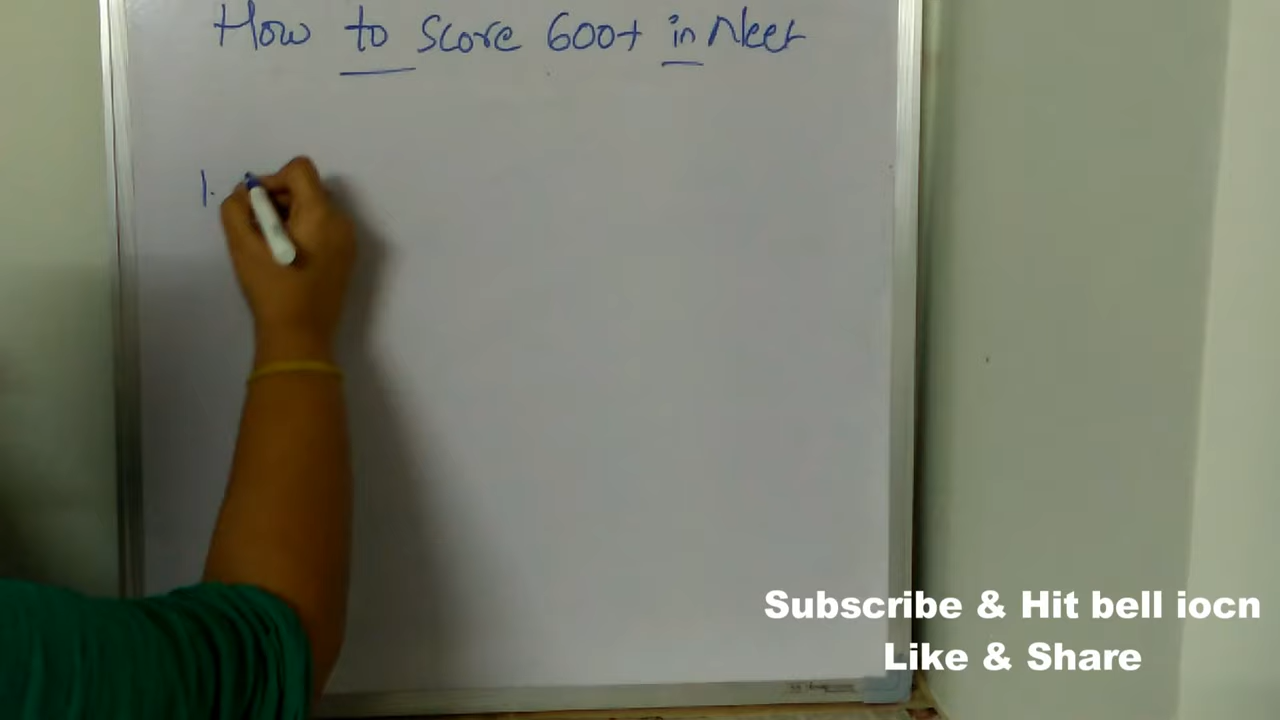 How to score 600+ in Neet
1.
Subscribe & Hit bell iocn
Like & Share